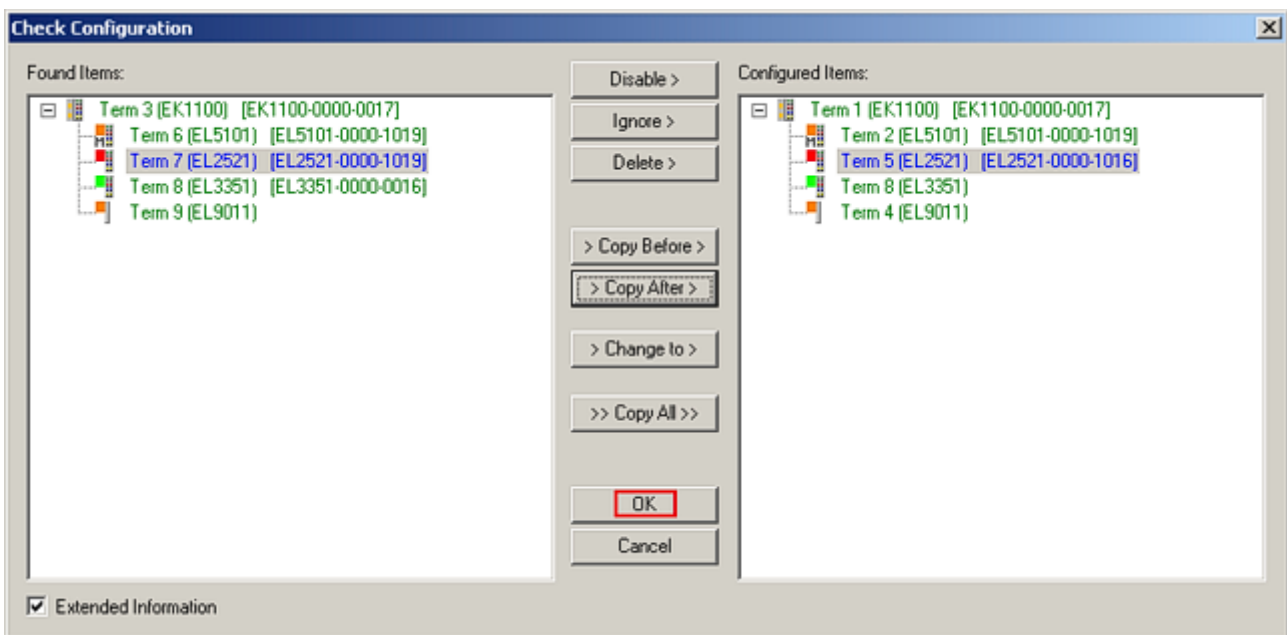 Check Configuration
Found Items:
Term 3 (EK1100) [EK1100-0000-0017]
Term 6 (EL5101) [EL5101-0000-1019]
Term 7 (EL2521) [EL2521-0000-1019]
Term 8 (EL3351) [EL3351-0000-0016]
Term 9 (EL9011)
Disable >
Ignore >
Delete >
> Copy Before >
> Copy After >
> Change to >
>> Copy All >>
OK
Cancel
Configured Items:
Term 1 (EK1100) [EK1100-0000-0017]
Term 2 (EL5101) [EL5101-0000-1019]
Term 5 (EL2521) [EL2521-0000-1016]
Term 8 (EL3351)
Term 4 (EL9011)
Extended Information